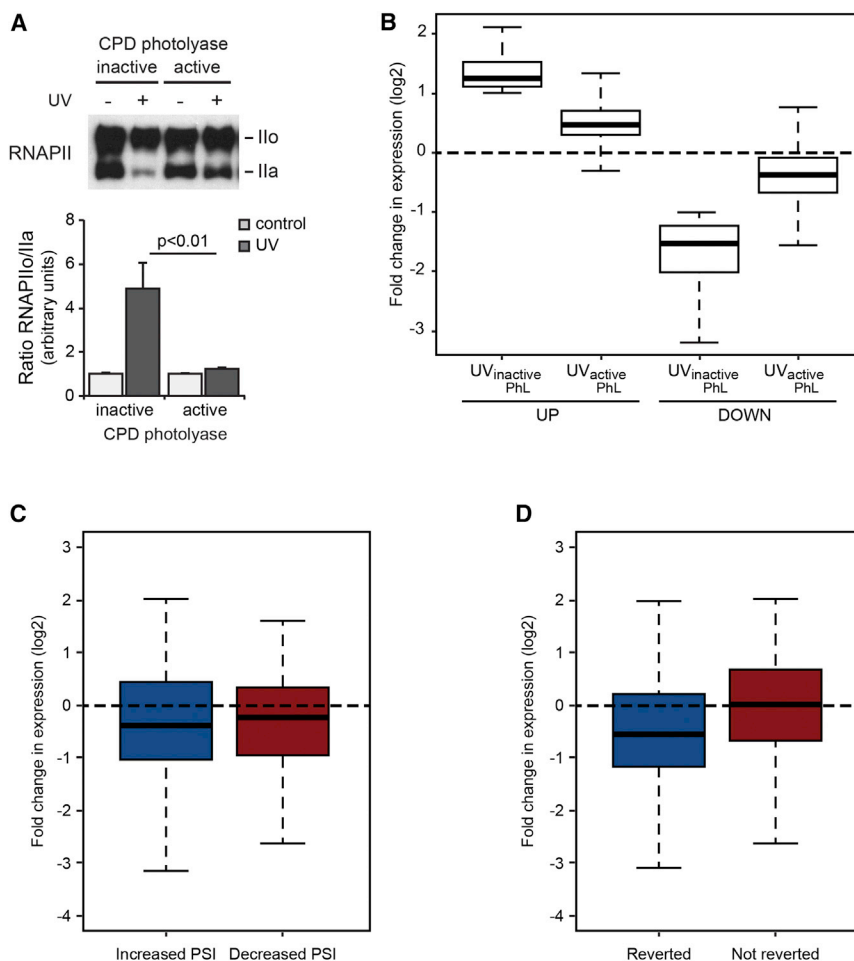 A
CPD photolyase
inactive active
UV - + - +
RNAPII
– IIo
– IIa
control
UV
p<0.01
Ratio RNAPIIo/IIa
(arbitrary units)
8
6
4
2
0
inactive active
CPD photolyase
B
Fold change in expression (log2)
2
1
0
-1
-2
-3
UVinactive PhL UVactive PhL UVinactive PhL UVactive PhL
UP DOWN
C
Fold change in expression (log2)
3
2
1
0
-1
-2
-3
-4
Increased PSI Decreased PSI
D
Fold change in expression (log2)
3
2
1
0
-1
-2
-3
-4
Reverted Not reverted